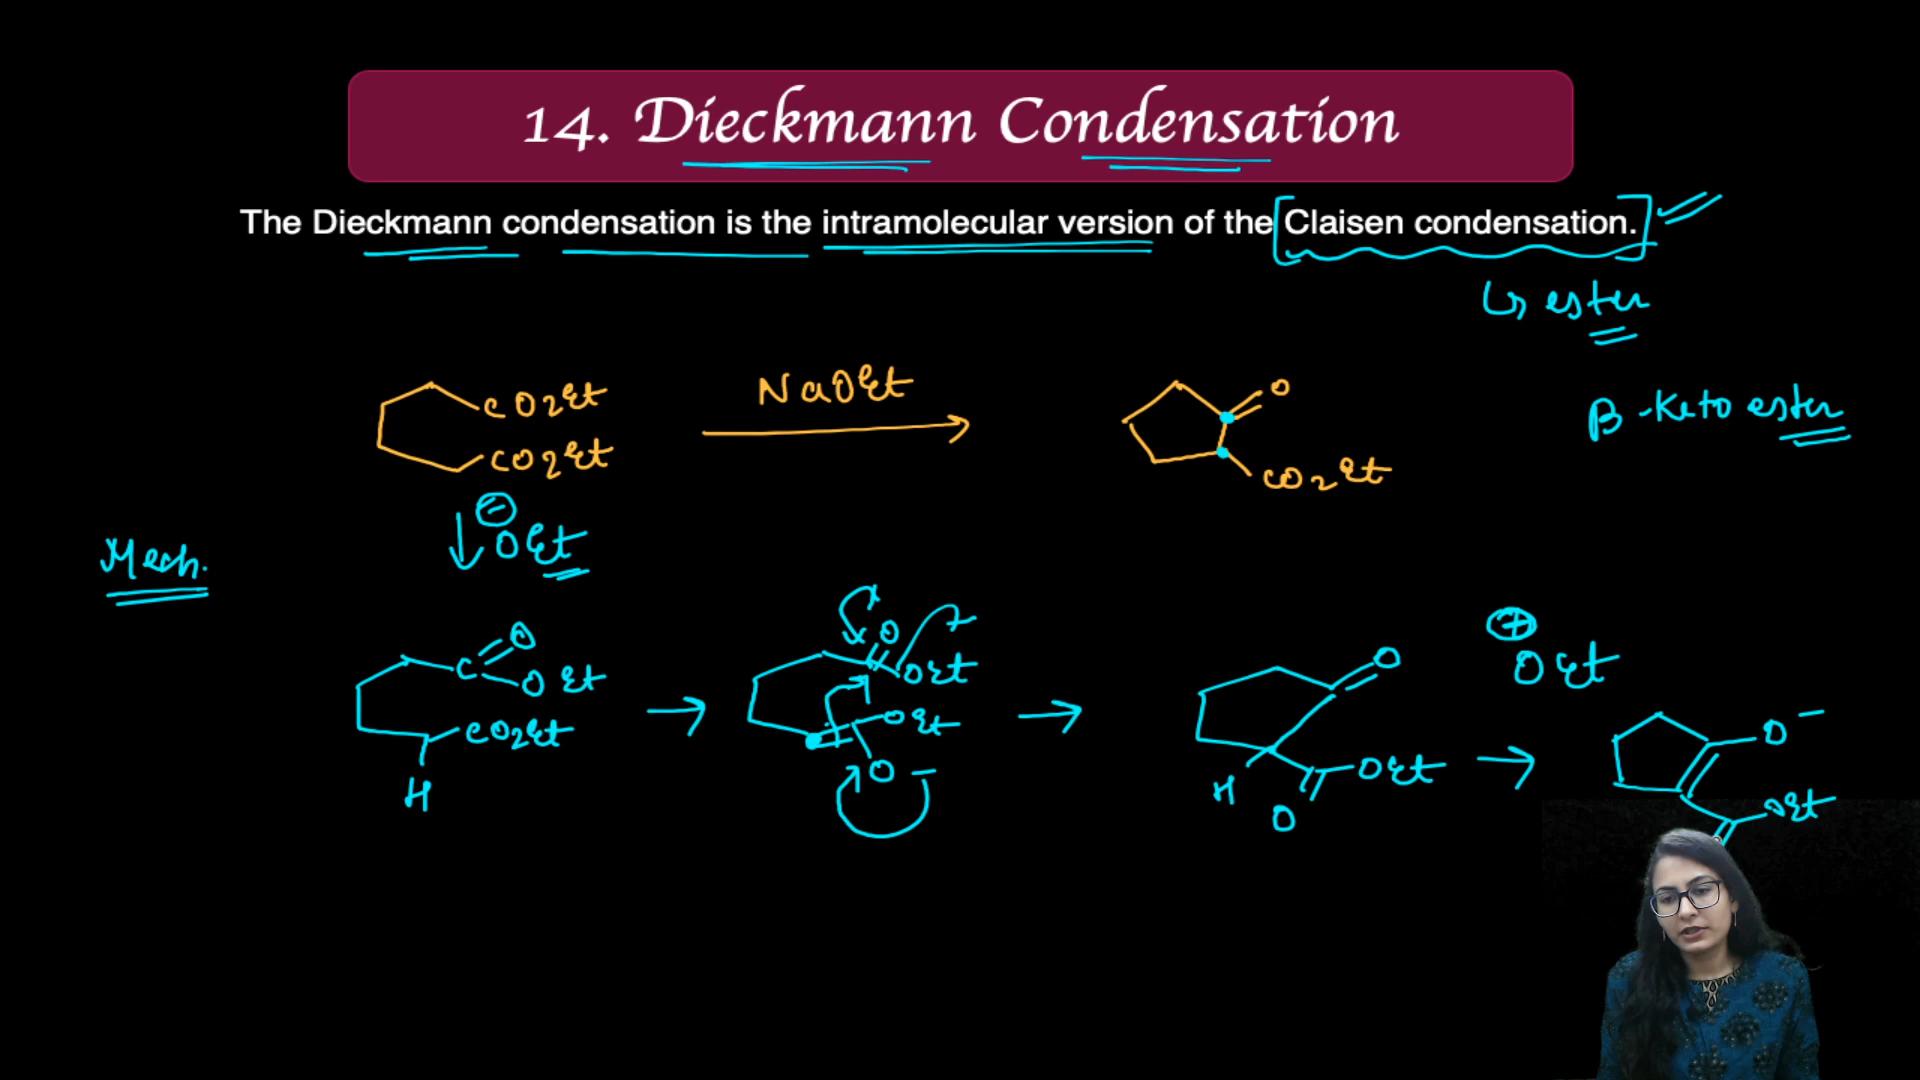 14. Dieckmann Condensation
The Dieckmann condensation is the intramolecular version of the Claisen condensation.
↳ ester
CO2Et
NaOEt
O
β-Keto ester
CO2Et
CO2Et
⊖
OEt
Mech.
C O
O Et
CO2Et
H
O
OEt
OEt
O −
O
OEt
H
O
⊕
OEt
O −
OEt